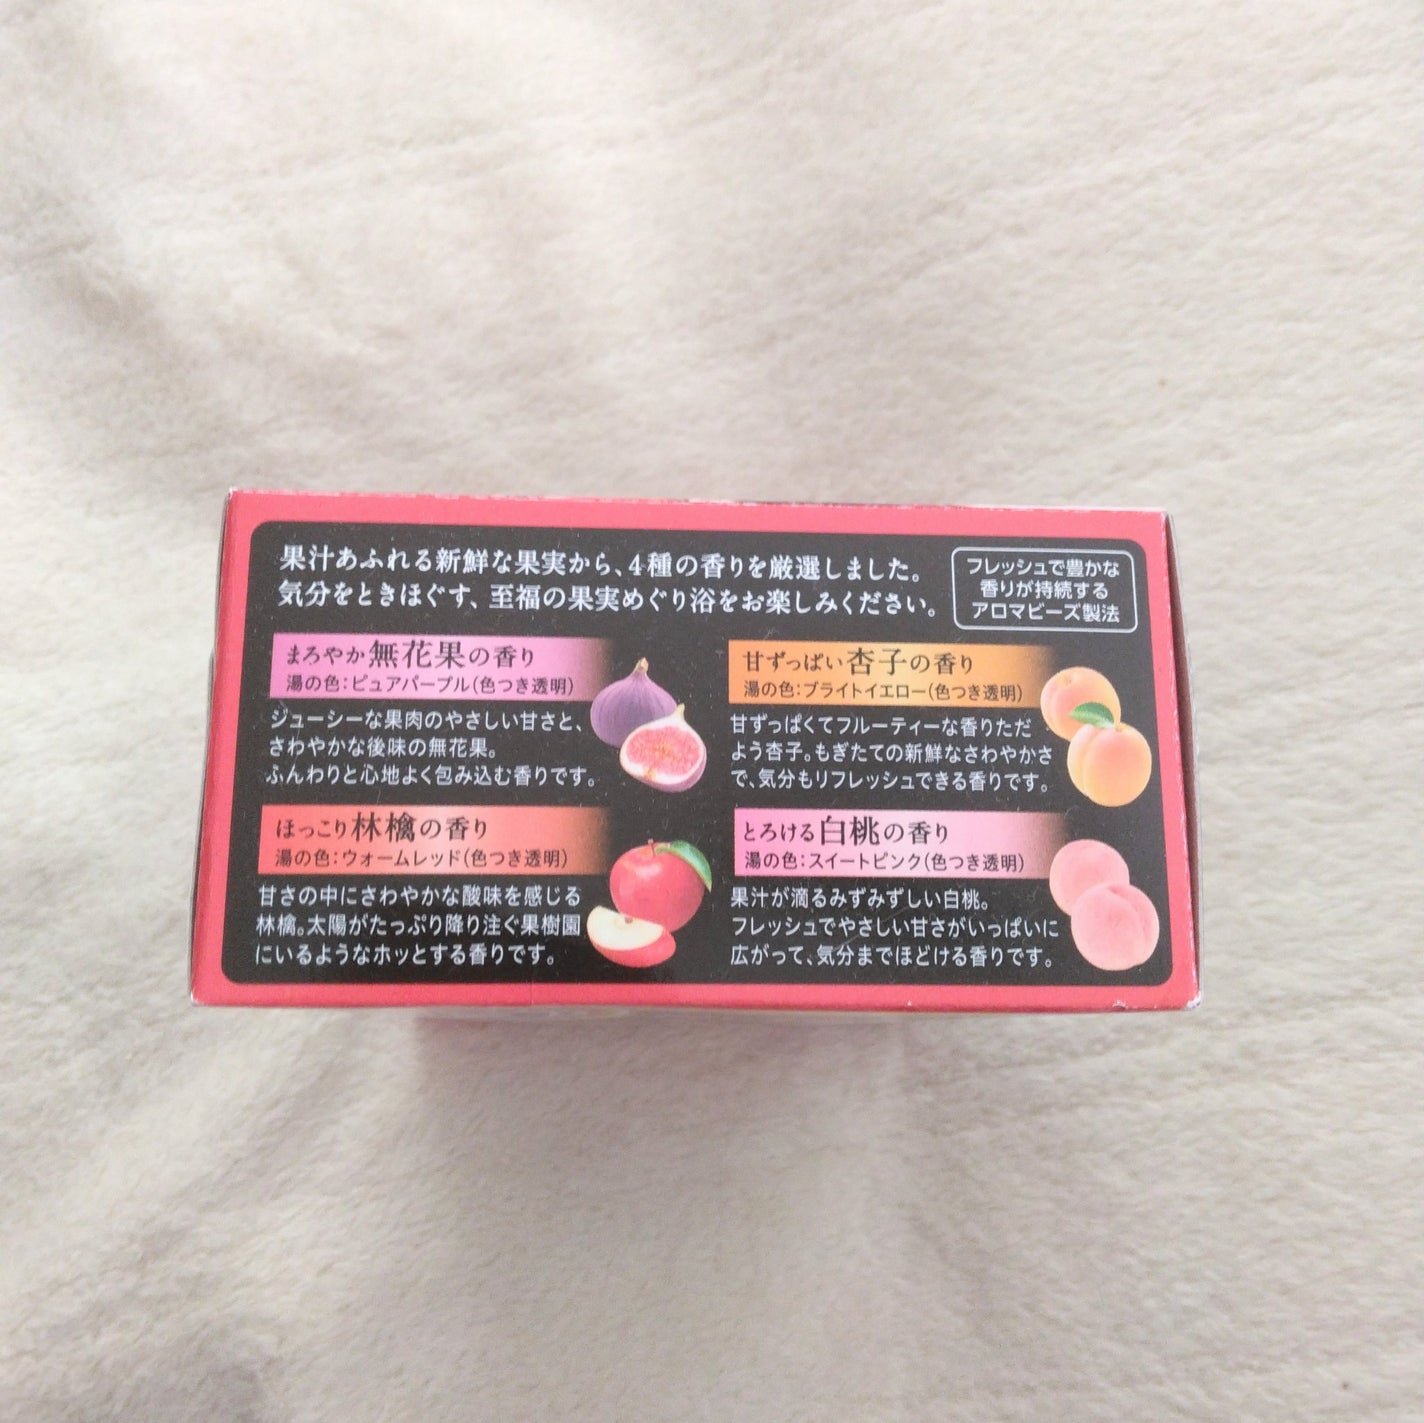 果汁あふれる新鮮な果実から、4種の香りを厳選しました。
気分をときほぐす、至福の果実めぐり浴をお楽しみください。
フレッシュで豊かな
香りが持続する
アロマビーズ製法
まろやか無花果の香り
湯の色：ピュアパープル（色つき透明）
ジューシーな果肉のやさしい甘さと、
さわやかな後味の無花果。
ふんわりと心地よく包み込む香りです。
甘ずっぱい杏子の香り
湯の色：ブライトイエロー（色つき透明）
甘ずっぱくてフルーティーな香りただ
よう杏子。もぎたての新鮮なさわやかさ
で、気分もリフレッシュできる香りです。
ほっこり林檎の香り
湯の色：ウォームレッド（色つき透明）
甘さの中にさわやかな酸味を感じる
林檎。太陽がたっぷり降り注ぐ果樹園
にいるようなホッとする香りです。
とろける白桃の香り
湯の色：スイートピンク（色つき透明）
果汁が滴るみずみずしい白桃。
フレッシュでやさしい甘さがいっぱいに
広がって、気分までほどける香りです。